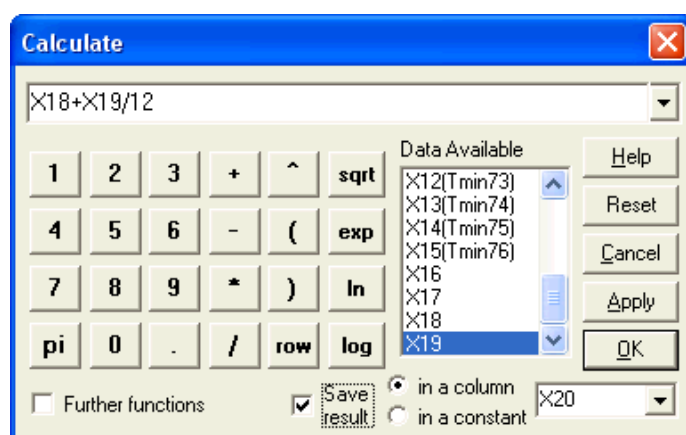 Calculate
X18+X19/12
Data Available
1 2 3 + ^ sqrt
4 5 6 - ( exp
7 8 9 * ) ln
pi 0 . / row log
X12(Tmin73)
X13(Tmin74)
X14(Tmin75)
X15(Tmin76)
X16
X17
X18
X19
Help
Reset
Cancel
Apply
OK
Further functions
Save
result
in a column
in a constant
X20